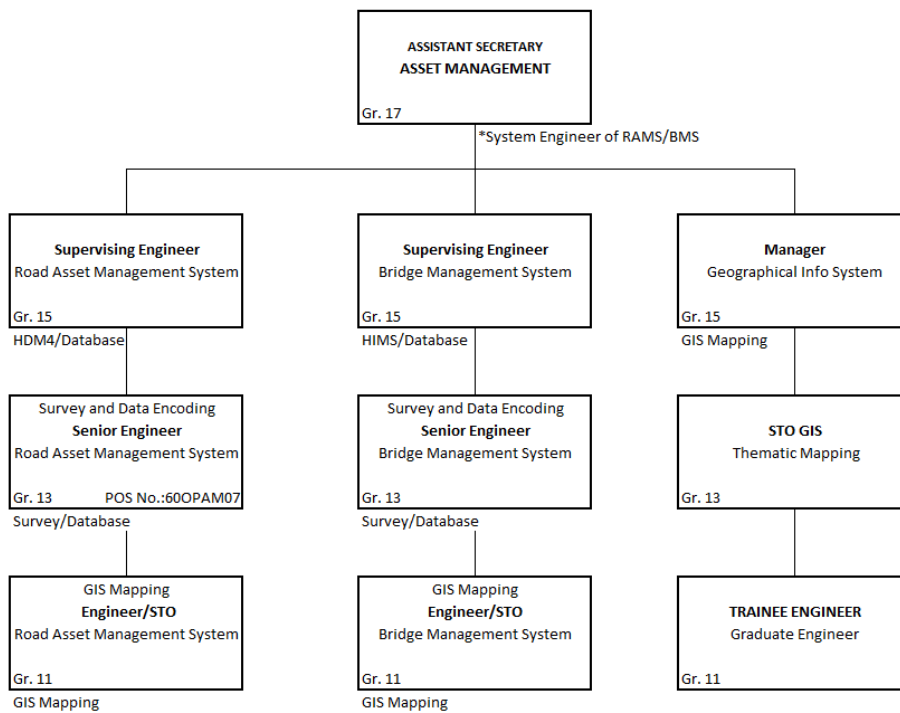 ASSISTANT SECRETARY
ASSET MANAGEMENT
Gr. 17
*System Engineer of RAMS/BMS
Supervising Engineer
Road Asset Management System
Gr. 15
HDM4/Database
Supervising Engineer
Bridge Management System
Gr. 15
HIMS/Database
Manager
Geographical Info System
Gr. 15
GIS Mapping
Survey and Data Encoding
Senior Engineer
Road Asset Management System
Gr. 13 POS No.:60OPAM07
Survey/Database
Survey and Data Encoding
Senior Engineer
Bridge Management System
Gr. 13
Survey/Database
STO GIS
Thematic Mapping
Gr. 13
GIS Mapping
Engineer/STO
Road Asset Management System
Gr. 11
GIS Mapping
GIS Mapping
Engineer/STO
Bridge Management System
Gr. 11
GIS Mapping
TRAINEE ENGINEER
Graduate Engineer
Gr. 11